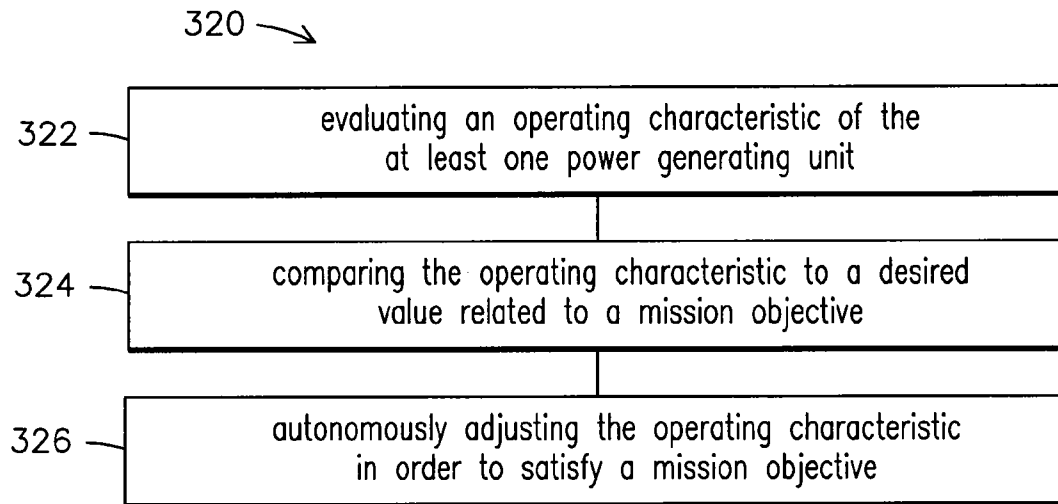 320
322
evaluating an operating characteristic of the
at least one power generating unit
324
comparing the operating characteristic to a desired
value related to a mission objective
326
autonomously adjusting the operating characteristic
in order to satisfy a mission objective